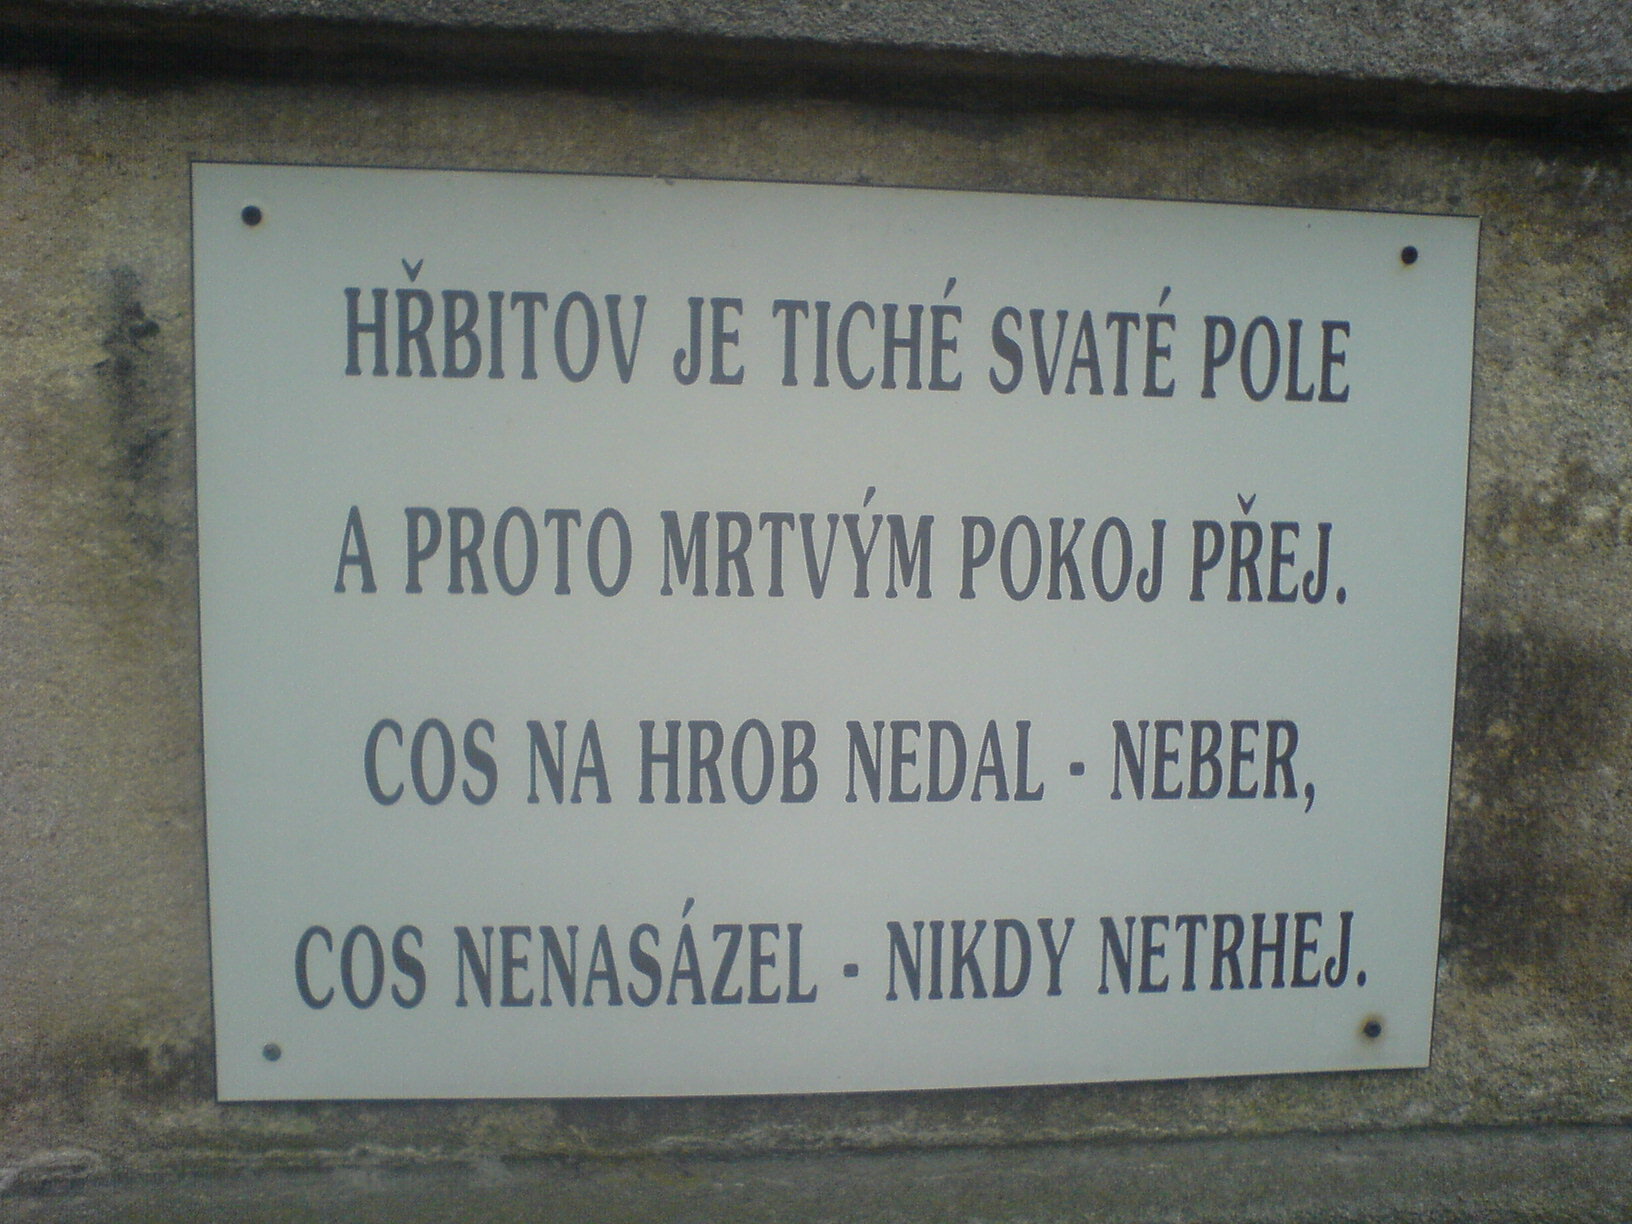 HŘBITOV JE TICHÉ SVATÉ POLE
A PROTO MRTVÝM POKOJ PŘEJ.
COS NA HROB NEDAL - NEBER,
COS NENASÁZEL - NIKDY NETRHEJ.